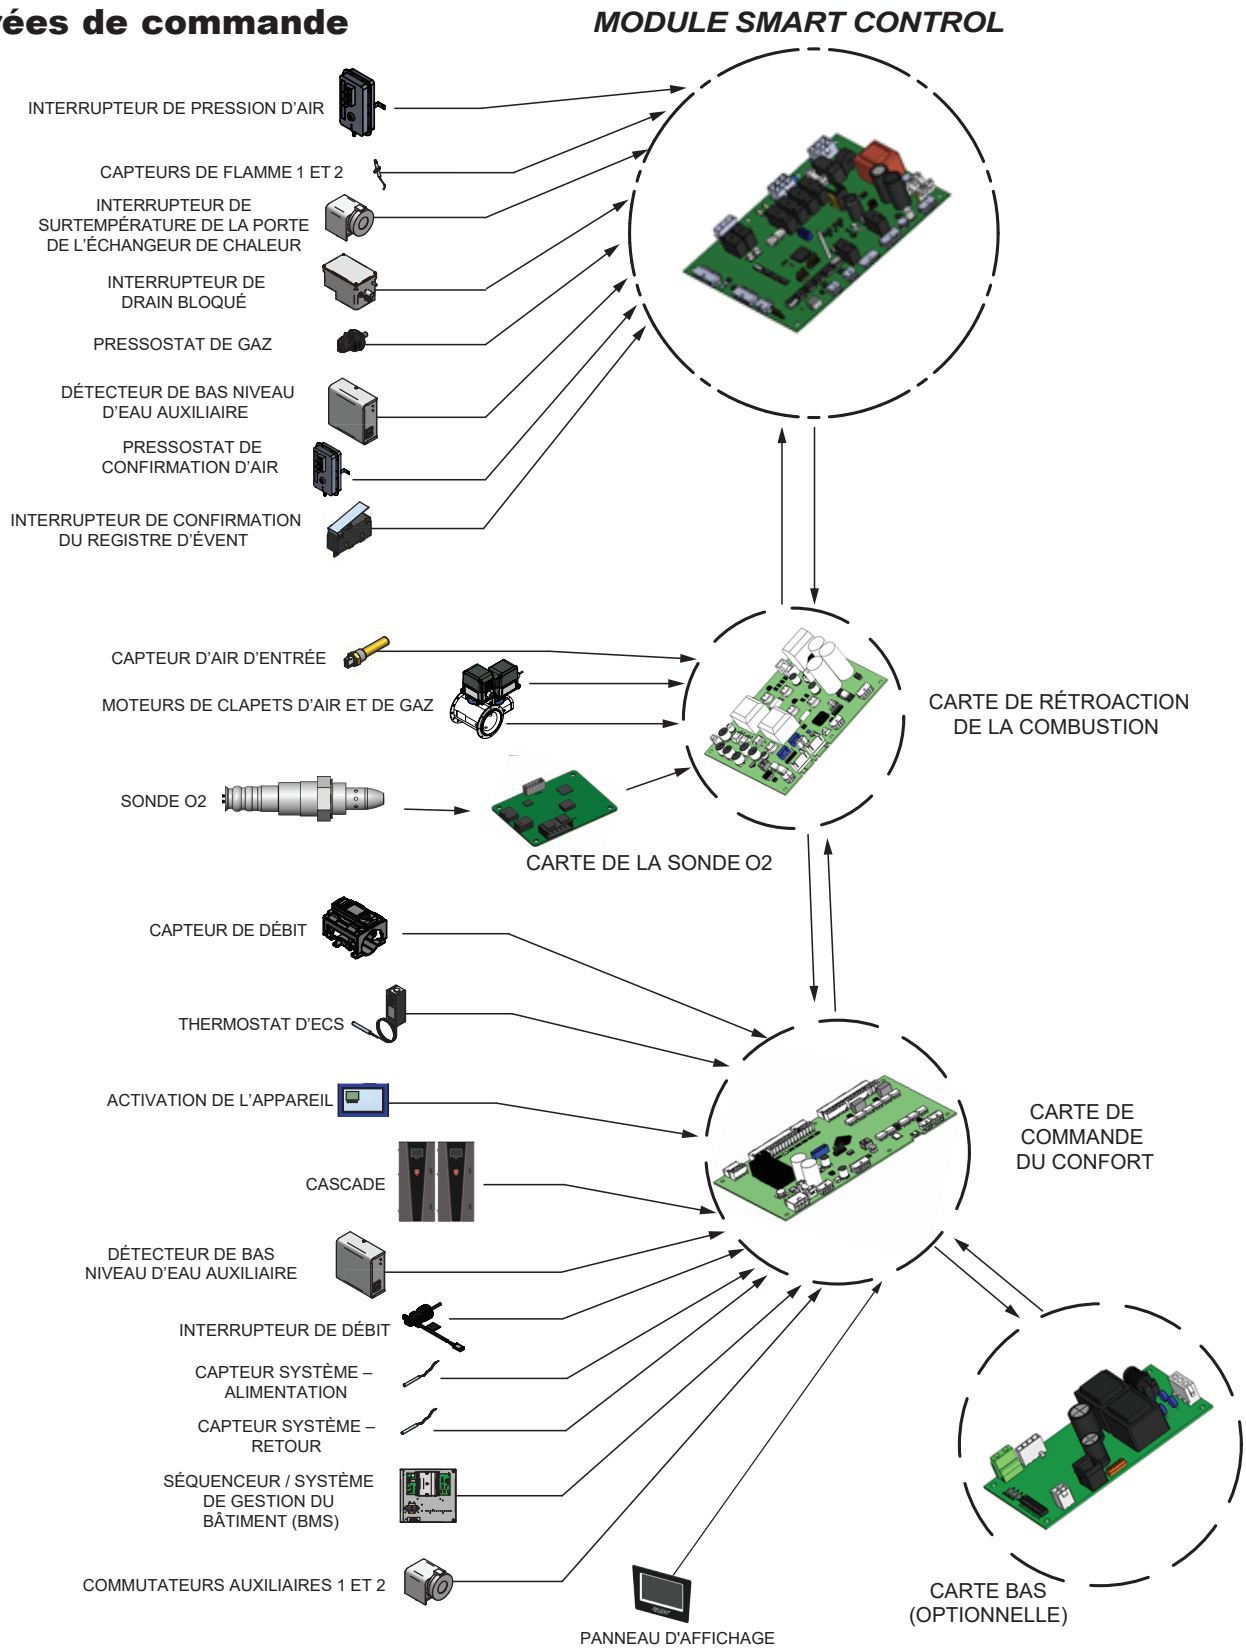 rées de commande
MODULE SMART CONTROL
INTERRUPTEUR DE PRESSION D’AIR
CAPTEURS DE FLAMME 1 ET 2
INTERRUPTEUR DE
SURTEMPÉRATURE DE LA PORTE
DE L’ÉCHANGEUR DE CHALEUR
INTERRUPTEUR DE
DRAIN BLOQUÉ
PRESSOSTAT DE GAZ
DÉTECTEUR DE BAS NIVEAU
D’EAU AUXILIAIRE
PRESSOSTAT DE
CONFIRMATION D’AIR
INTERRUPTEUR DE CONFIRMATION
DU REGISTRE D’ÉVENT
CAPTEUR D’AIR D’ENTRÉE
MOTEURS DE CLAPETS D’AIR ET DE GAZ
CARTE DE RÉTROACTION
DE LA COMBUSTION
SONDE O2
CARTE DE LA SONDE O2
CAPTEUR DE DÉBIT
THERMOSTAT D’ECS
ACTIVATION DE L’APPAREIL
CARTE DE
COMMANDE
DU CONFORT
CASCADE
DÉTECTEUR DE BAS
NIVEAU D’EAU AUXILIAIRE
INTERRUPTEUR DE DÉBIT
CAPTEUR SYSTÈME –
ALIMENTATION
CAPTEUR SYSTÈME –
RETOUR
SÉQUENCEUR / SYSTÈME
DE GESTION DU
BÂTIMENT (BMS)
COMMUTATEURS AUXILIAIRES 1 ET 2
CARTE BAS
(OPTIONNELLE)
PANNEAU D'AFFICHAGE